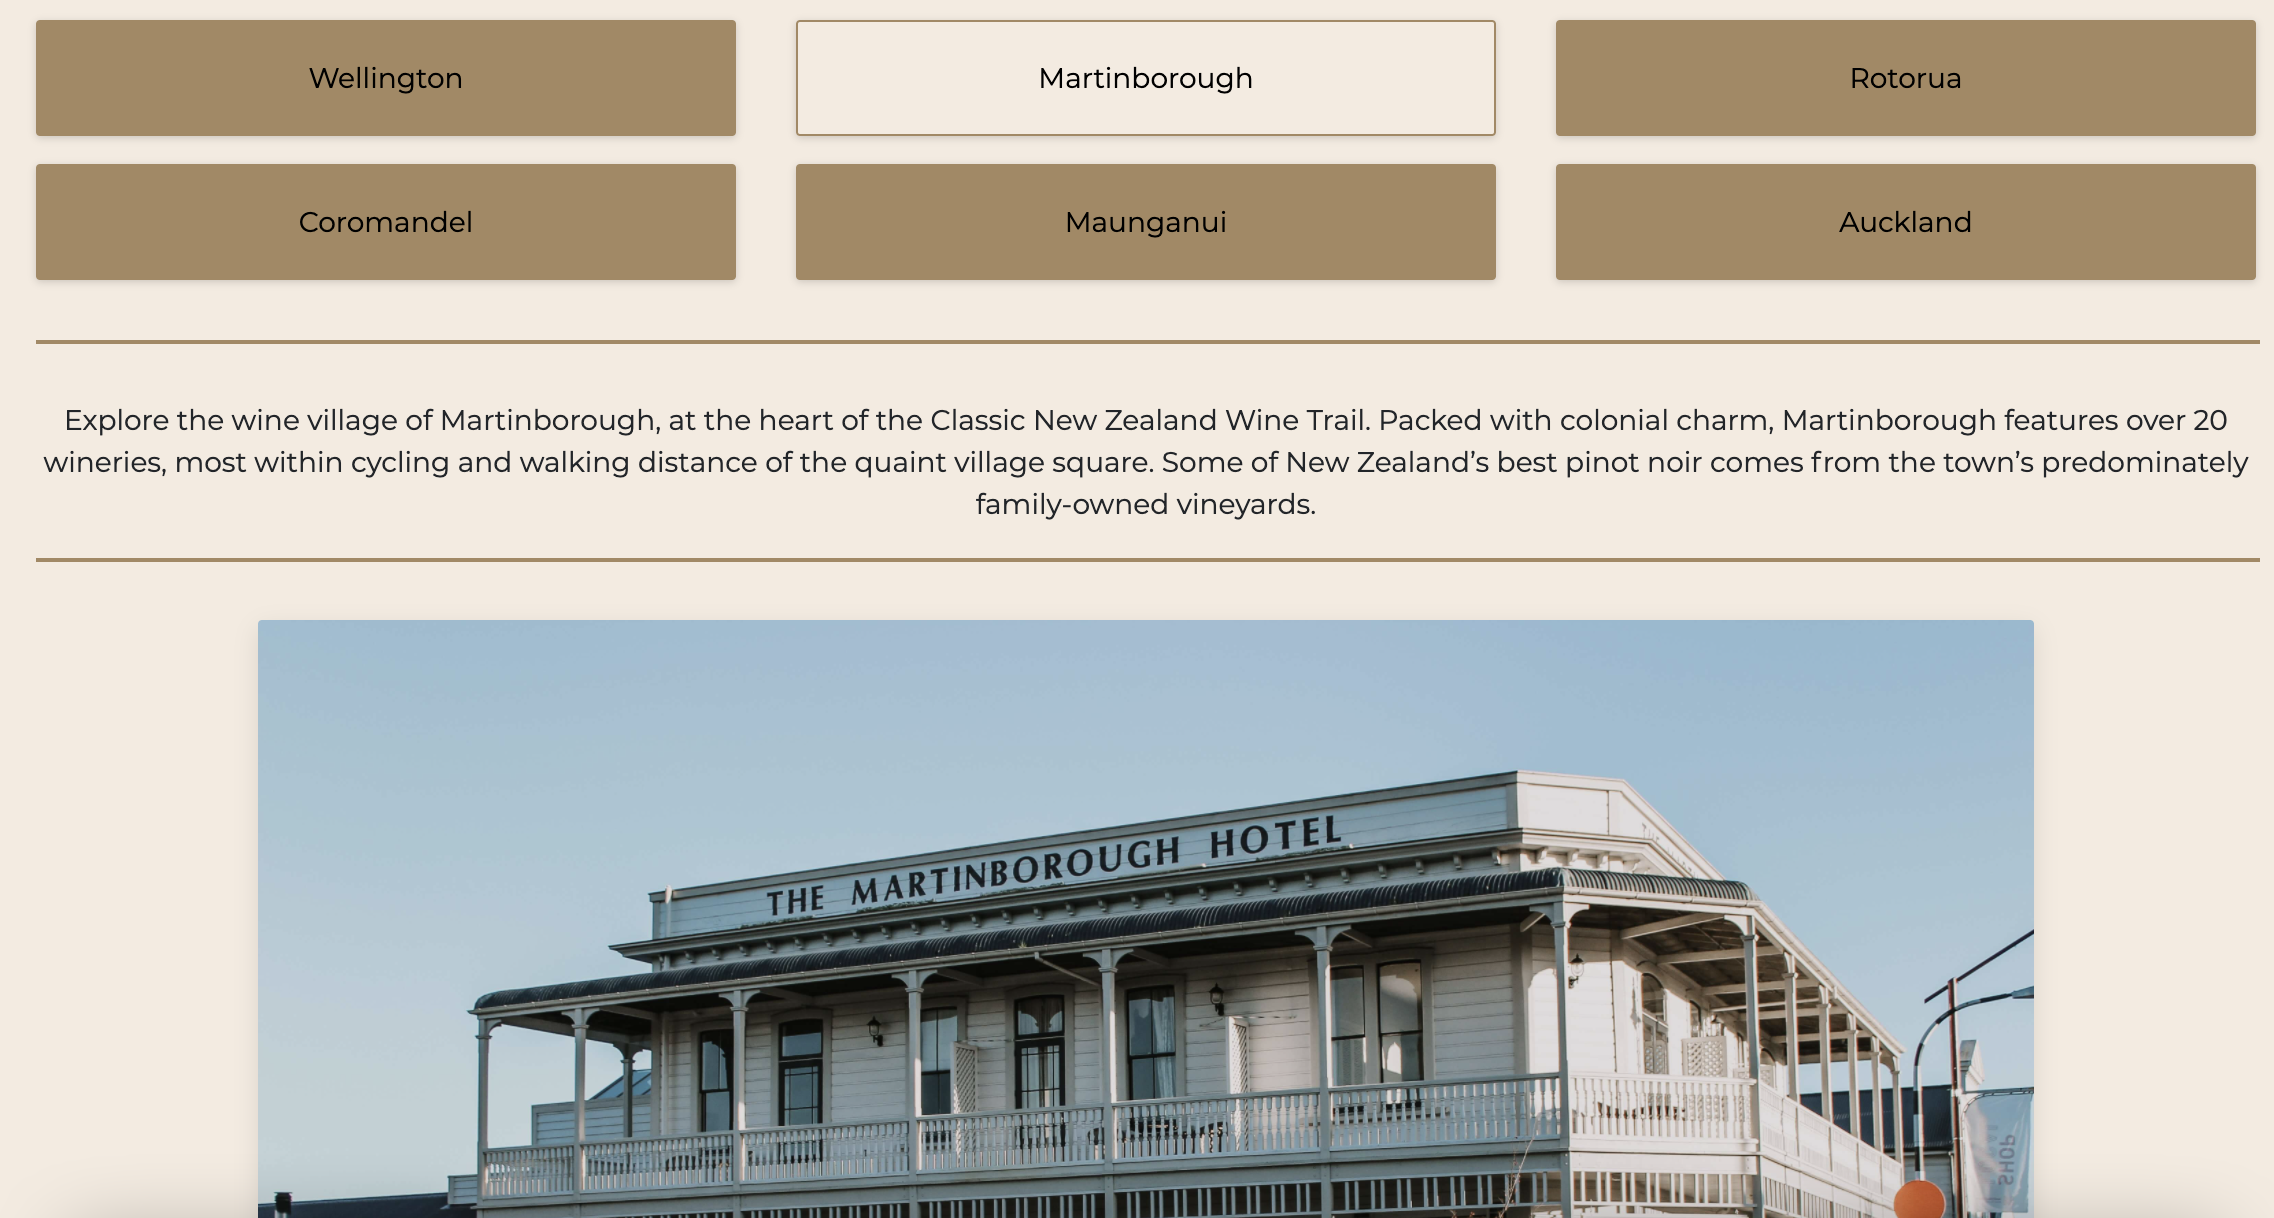 Wellington
Martinborough
Rotorua
Coromandel
Maunganui
Auckland
Explore the wine village of Martinborough, at the heart of the Classic New Zealand Wine Trail. Packed with colonial charm, Martinborough features over 20
wineries, most within cycling and walking distance of the quaint village square. Some of New Zealand’s best pinot noir comes from the town’s predominately
family-owned vineyards.
THE MARTINBOROUGH HOTEL
SHOP